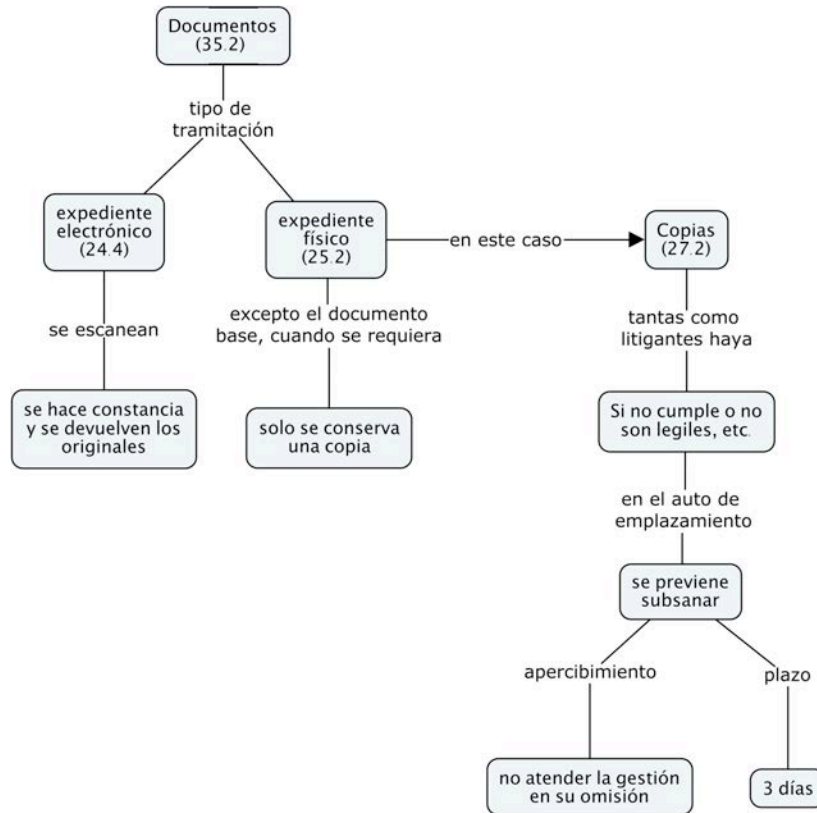 Documentos
(35.2)
tipo de
tramitación
expediente
electrónico
(24.4)
expediente
físico
(25.2)
en este caso
Copias
(27.2)
se escanean
excepto el documento
base, cuando se requiera
tantas como
litigantes haya
se hace constancia
y se devuelven los
originales
solo se conserva
una copia
Si no cumple o no
son legiles, etc.
en el auto de
emplazamiento
se previene
subsanar
apercibimiento
plazo
no atender la gestión
en su omisión
3 días